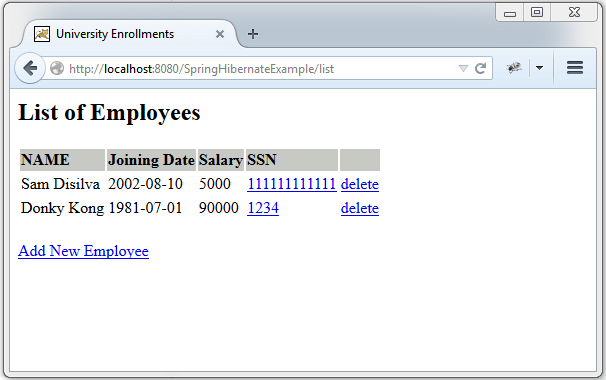 University Enrollments
http://localhost:8080/SpringHibernateExample/list
List of Employees
NAME Joining Date Salary SSN
Sam Disilva 2002-08-10 5000 111111111111 delete
Donky Kong 1981-07-01 90000 1234 delete
Add New Employee